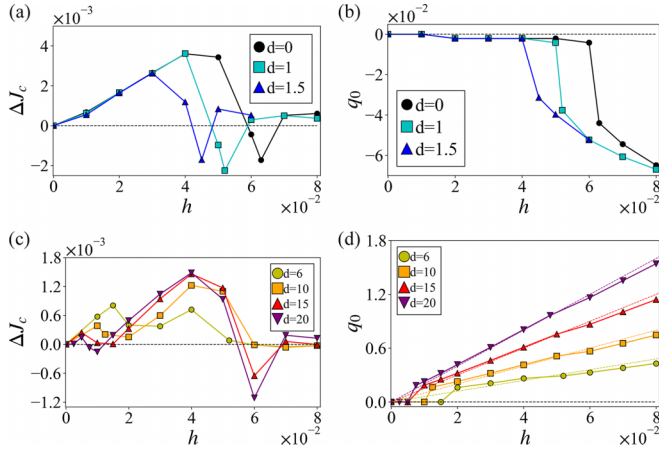 (a)
×10⁻³
4
2
0
−2
ΔJc
d=0
d=1
d=1.5
0
2
4
6
8
×10⁻²
h
(b)
×10⁻²
0
−2
−4
−6
q₀
d=0
d=1
d=1.5
0
2
4
6
8
×10⁻²
h
(c)
×10⁻³
1.8
1.2
0.6
0.0
−0.6
−1.2
ΔJc
d=6
d=10
d=15
d=20
0
2
4
6
8
×10⁻²
h
(d)
1.8
1.2
0.6
0.0
q₀
d=6
d=10
d=15
d=20
0
2
4
6
8
×10⁻²
h